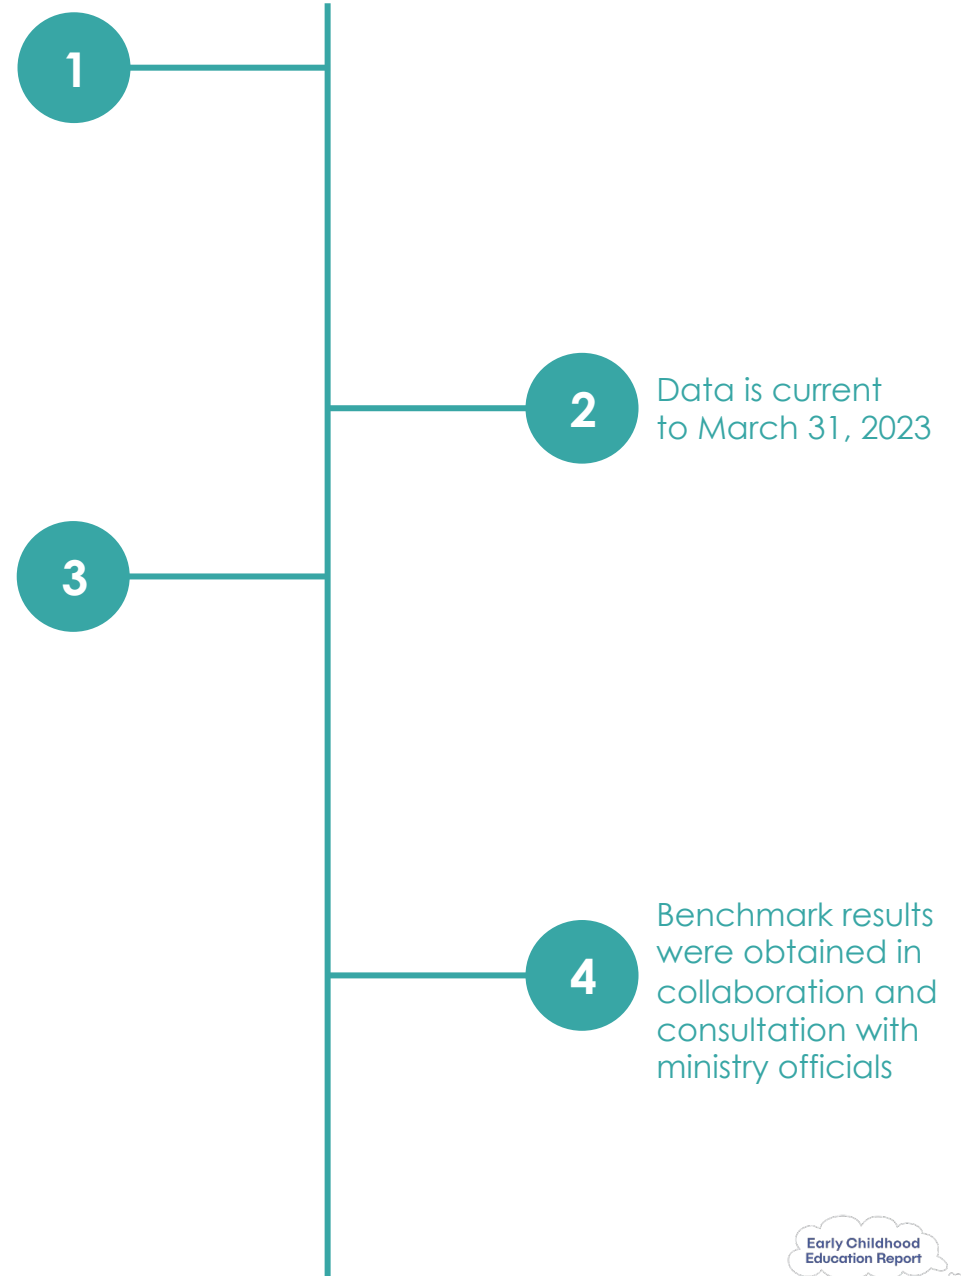 1
2
Data is current
to March 31, 2023
3
4
Benchmark results
were obtained in
collaboration and
consultation with
ministry officials
Early Childhood
Education Report